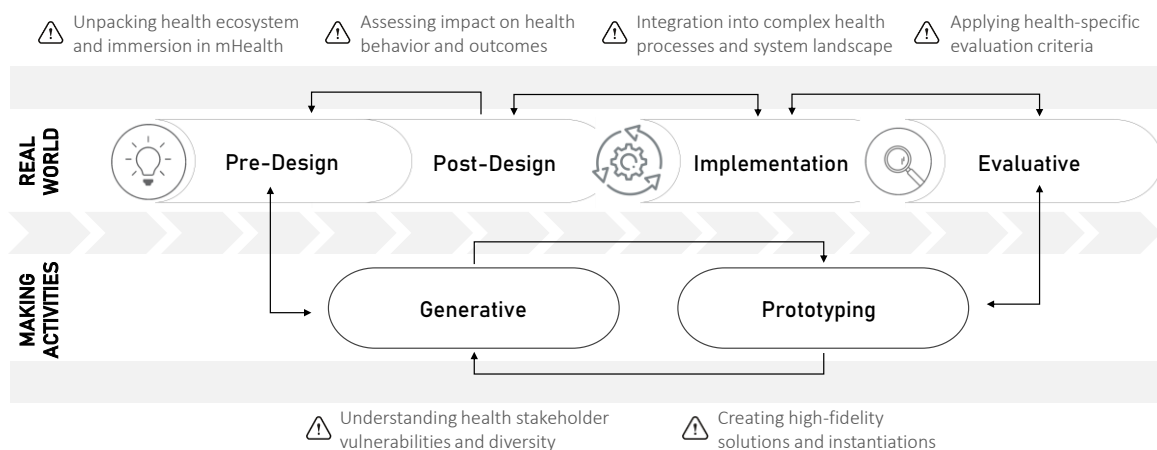 Unpacking health ecosystem
and immersion in mHealth
Assessing impact on health
behavior and outcomes
Integration into complex health
processes and system landscape
Applying health-specific
evaluation criteria
REAL
WORLD
Pre-Design
Post-Design
Implementation
Evaluative
MAKING
ACTIVITIES
Generative
Prototyping
Understanding health stakeholder
vulnerabilities and diversity
Creating high-fidelity
solutions and instantiations